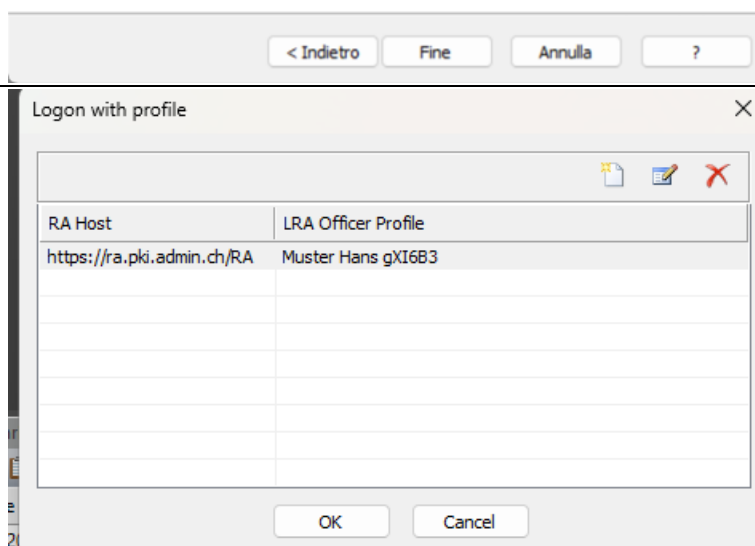 < Indietro Fine Annulla ?
Logon with profile
RA Host LRA Officer Profile
https://ra.pki.admin.ch/RA Muster Hans gXI6B3
OK Cancel